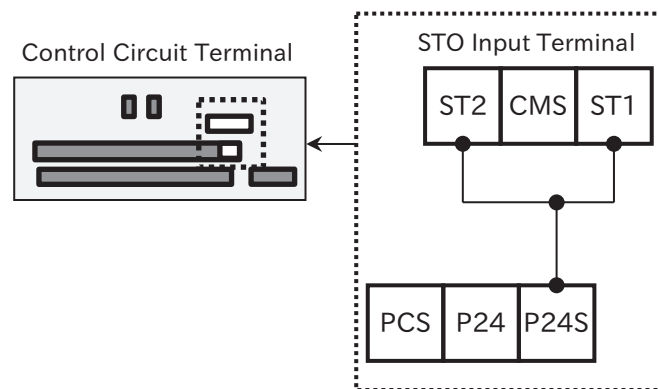 Control Circuit Terminal
STO Input Terminal
ST2 CMS ST1
PCS P24 P24S